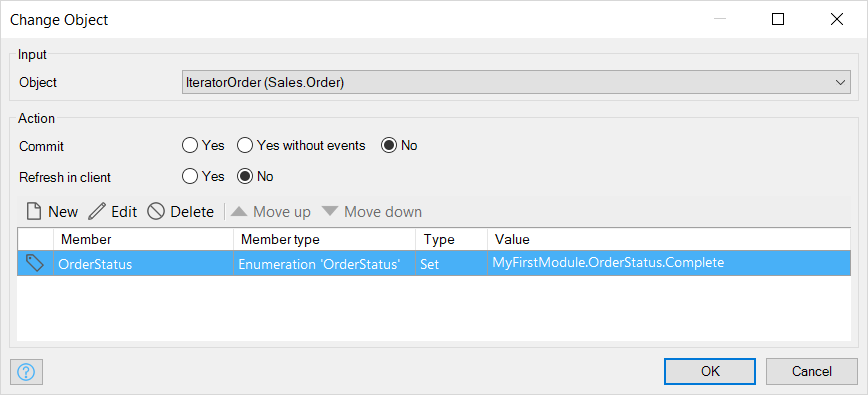 Change Object
Input
Object IteratorOrder (Sales.Order)
Action
Commit Yes Yes without events No
Refresh in client Yes No
New Edit Delete Move up Move down
Member Member type Type Value
OrderStatus Enumeration 'OrderStatus' Set MyFirstModule.OrderStatus.Complete
? OK Cancel